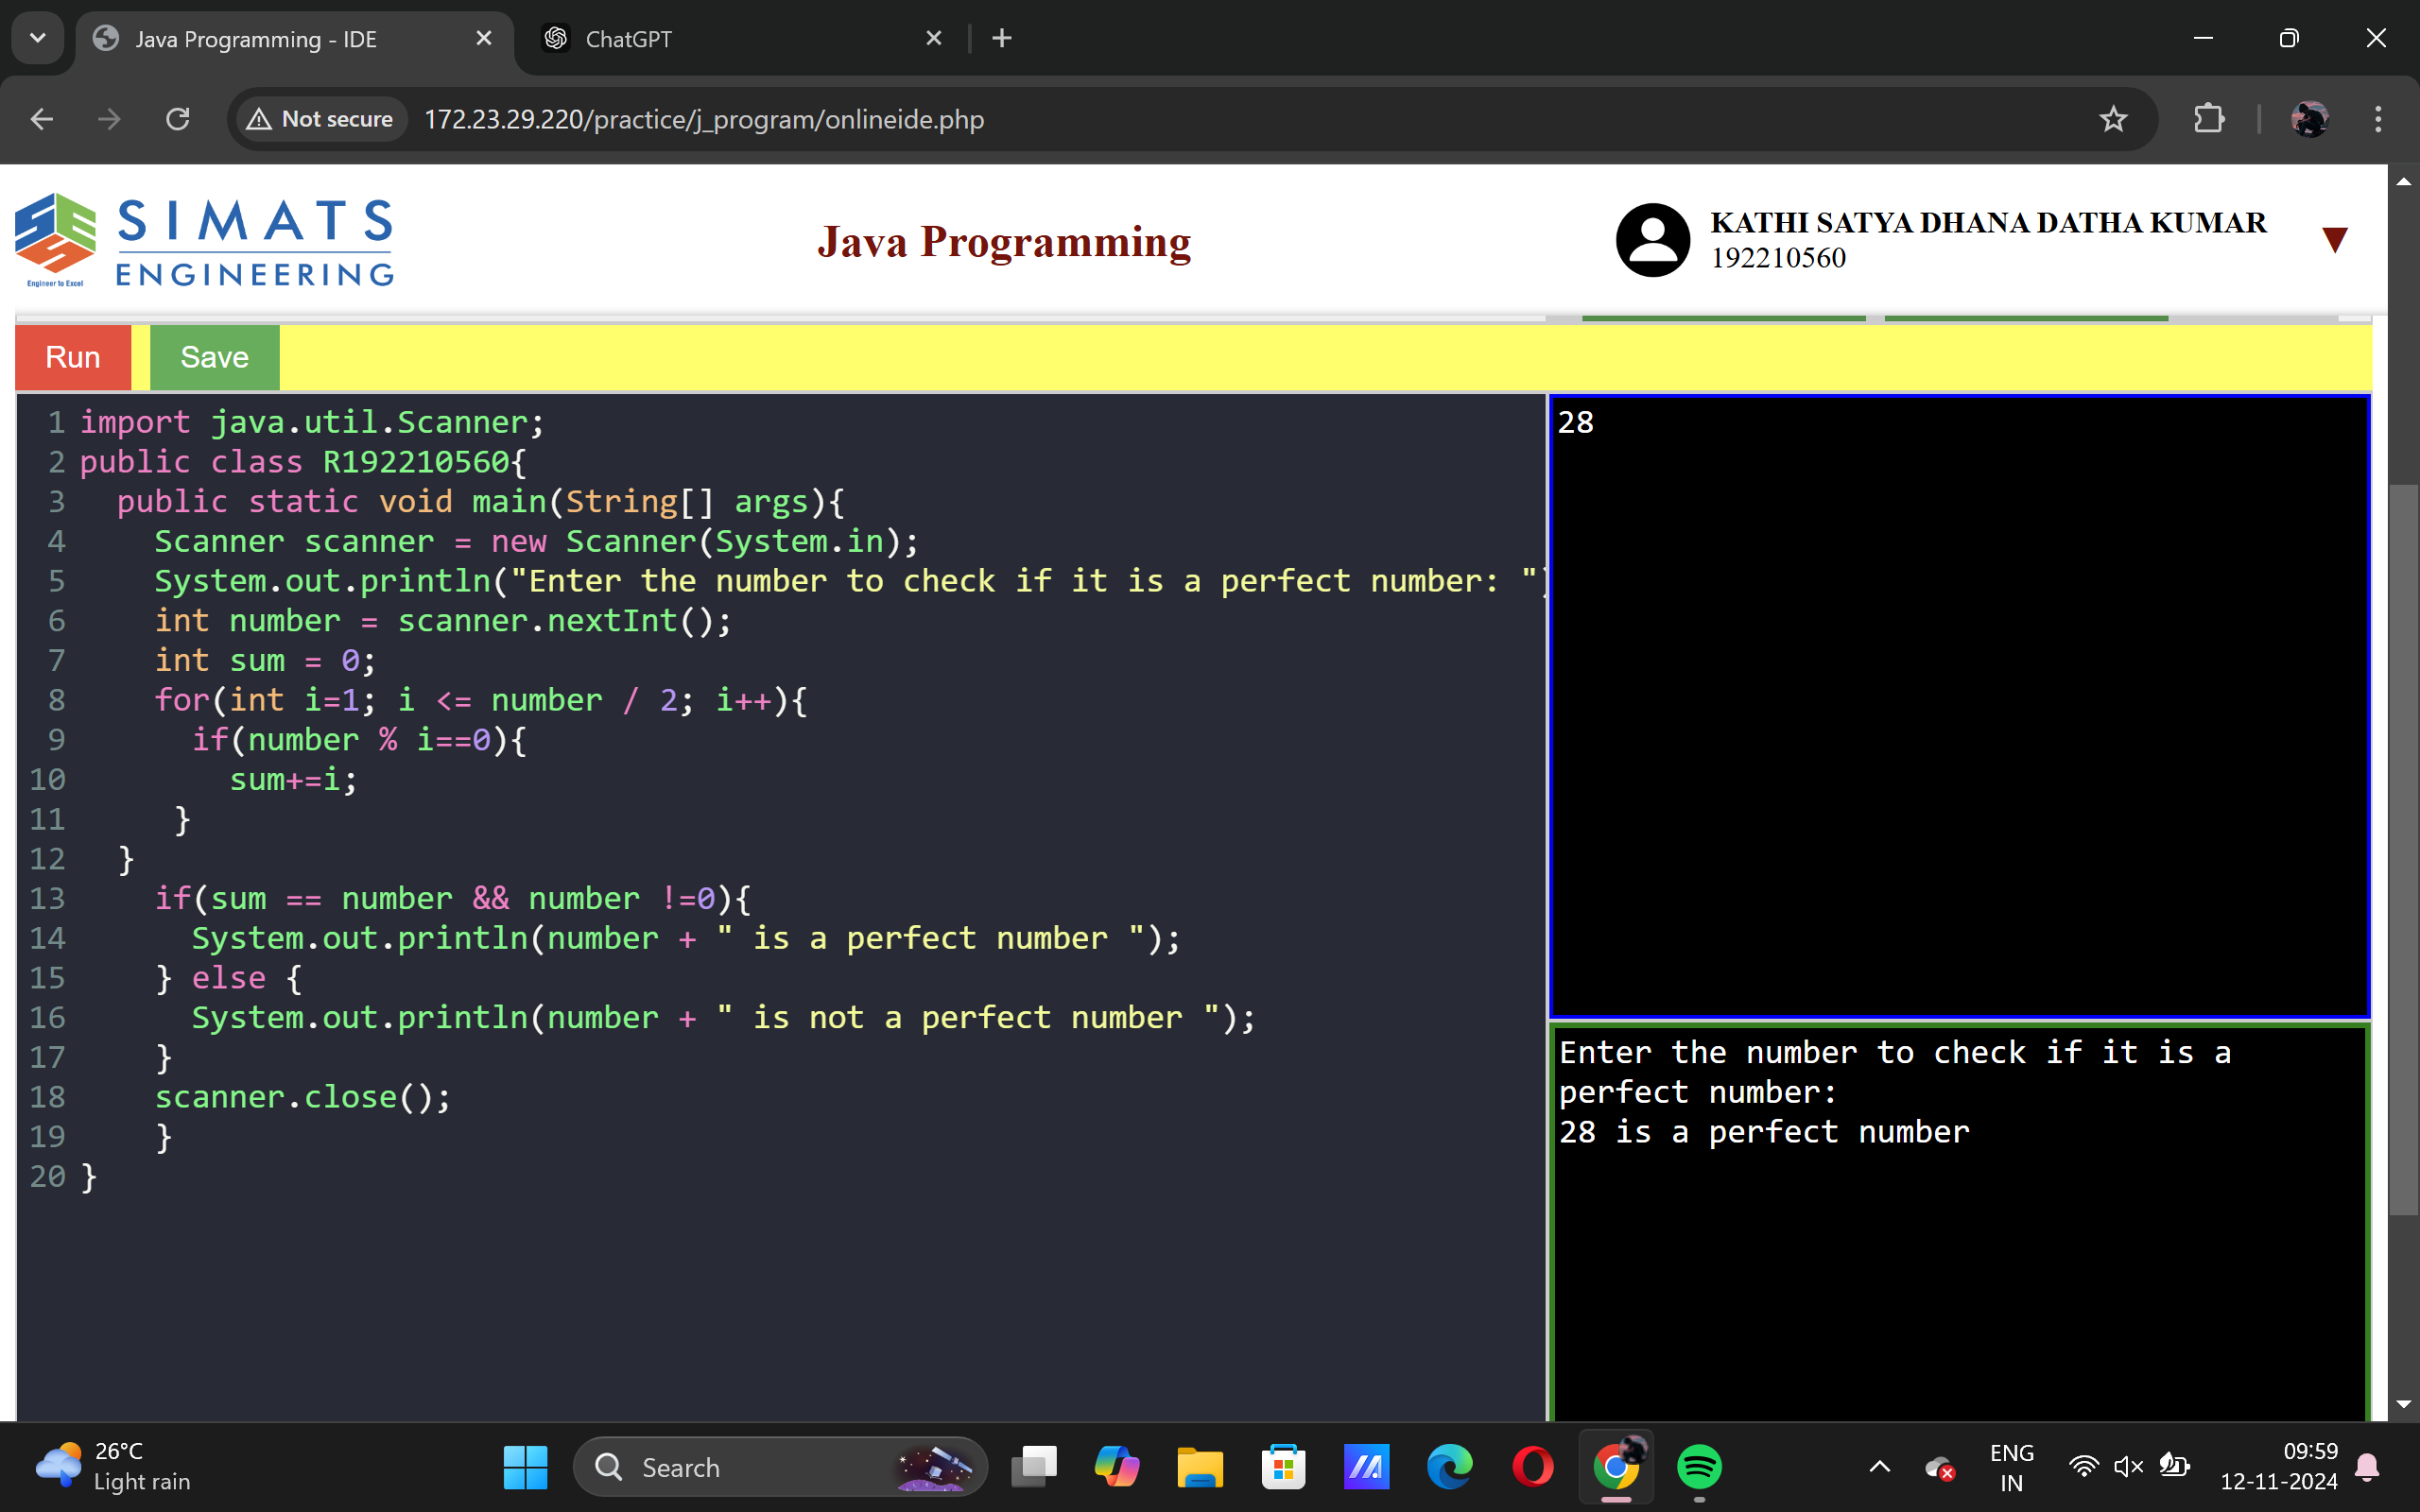 Java Programming - IDE
ChatGPT
Not secure
172.23.29.220/practice/j_program/onlineide.php
SIMATS
ENGINEERING
Engineer to Excel
Java Programming
KATHI SATYA DHANA DATHA KUMAR
192210560
Run
Save
1 import java.util.Scanner;
2 public class R192210560{
3   public static void main(String[] args){
4     Scanner scanner = new Scanner(System.in);
5     System.out.println("Enter the number to check if it is a perfect number: ")
6     int number = scanner.nextInt();
7     int sum = 0;
8     for(int i=1; i <= number / 2; i++){
9       if(number % i==0){
10         sum+=i;
11      }
12   }
13     if(sum == number && number !=0){
14       System.out.println(number + " is a perfect number ");
15     } else {
16       System.out.println(number + " is not a perfect number ");
17     }
18     scanner.close();
19     }
20 }
28
Enter the number to check if it is a
perfect number:
28 is a perfect number
26°C
Light rain
Search
ENG
IN
09:59
12-11-2024